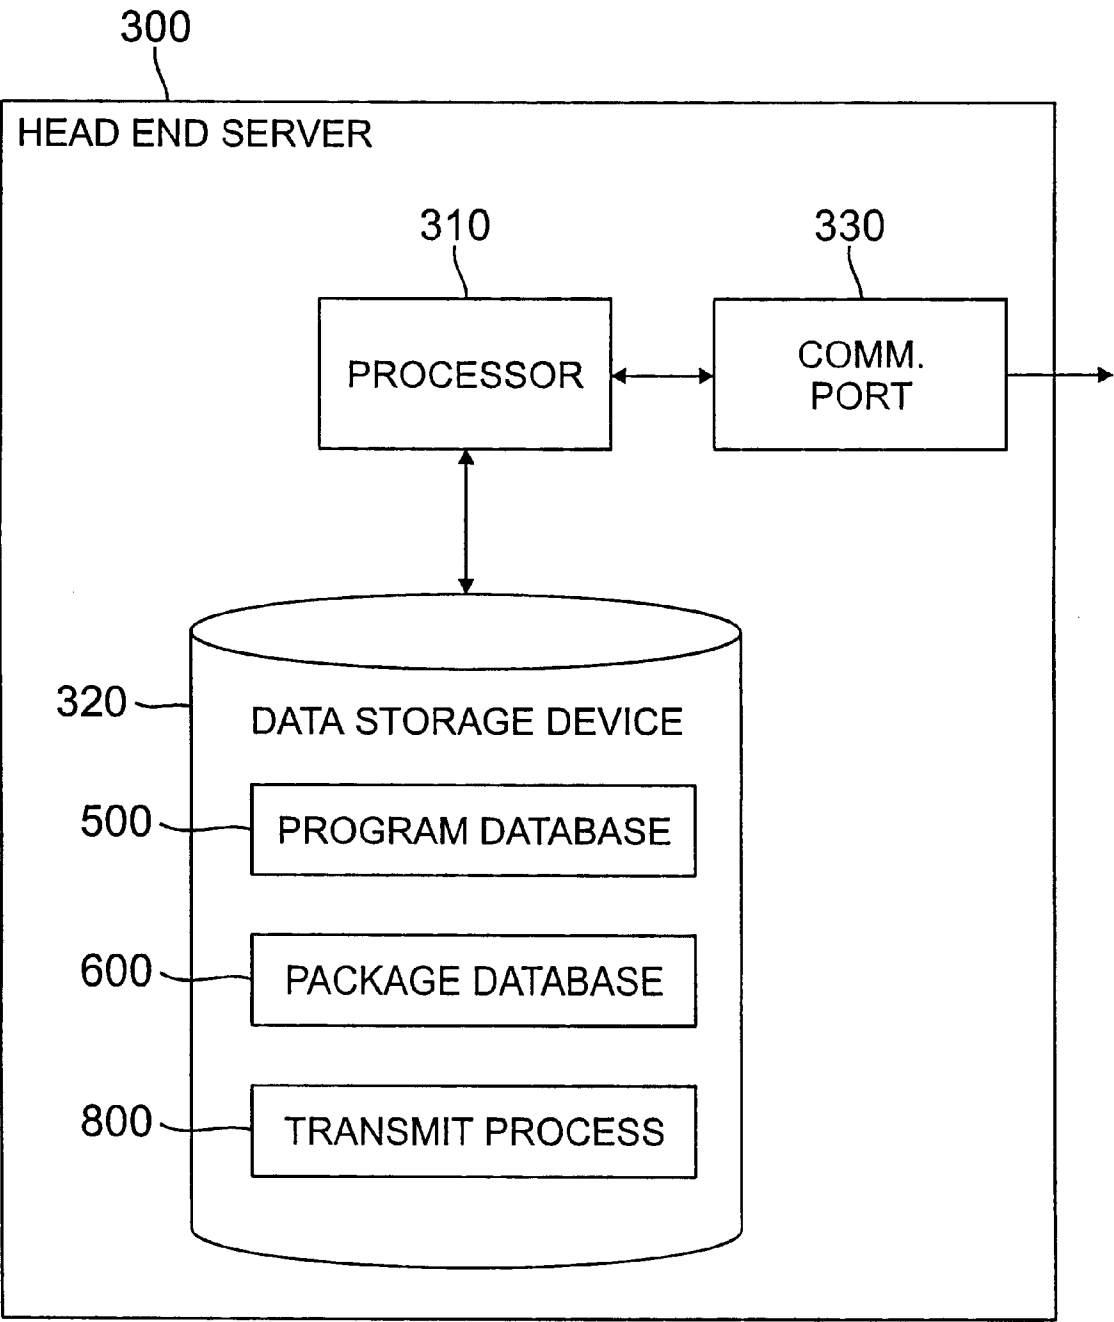 300
HEAD END SERVER
310
330
PROCESSOR
COMM.
PORT
320
DATA STORAGE DEVICE
500
PROGRAM DATABASE
600
PACKAGE DATABASE
800
TRANSMIT PROCESS